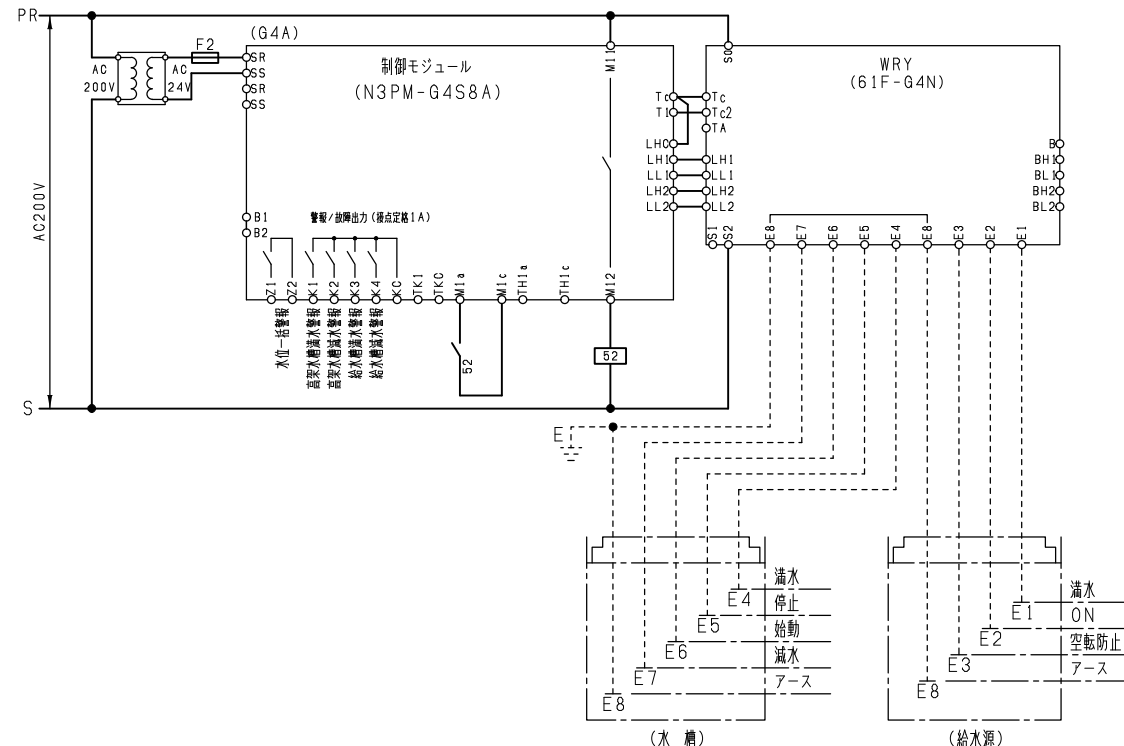 PR
(G4A)
F2
AC
200V
AC
24V
SR
SS
SR
SS
制御モジュール
(N3PM-G4S8A)
M11
S0
WRY
(61F-G4N)
Tc
T1
LHC
LH1
LL1
LH2
LL2
Tc
Tc2
TA
LH1
LL1
LH2
LL2
B
BH1
BL1
BH2
BL2
AC200V
B1
B2
警報/故障出力(接点定格1A)
Z1
Z2
K1
K2
K3
K4
KC
TK1
TKC
M1a
M1c
TH1a
TH1c
M12
S1
S2
E8
E7
E6
E5
E4
E8
E3
E2
E1
水位一括警報
高架水槽満水警報
高架水槽減水警報
給水槽満水警報
給水槽減水警報
52
52
S
E
満水
E4
停止
E5
始動
E6
減水
E7
アース
E8
(水 槽)
満水
E1
ON
E2
空転防止
E3
アース
E8
(給水源)